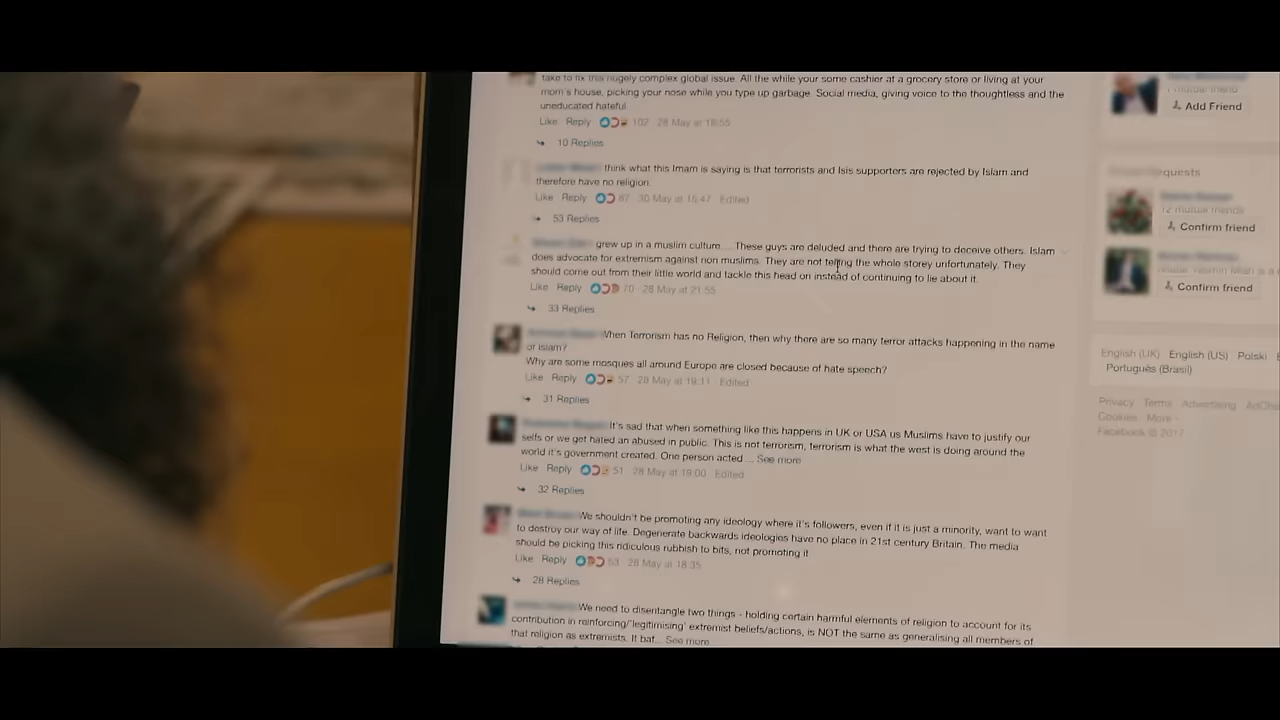 take to fix this hugely complex global issue. All the while your some cashier at a grocery store or living at your
mom's house, picking your nose while you type up garbage. Social media, giving voice to the thoughtless and the
uneducated hateful
Like Reply 102 · 28 May at 18:55
10 Replies
think what this Imam is saying is that terrorists and Isis supporters are rejected by Islam and
therefore have no religion.
Like Reply 67 · 30 May at 15:47 · Edited
53 Replies
grew up in a muslim culture.... These guys are deluded and there are trying to deceive others. Islam
does advocate for extremism against non muslims. They are not telling the whole storey unfortunately. They
should come out from their little world and tackle this head on instead of continuing to lie about it.
Like Reply 70 · 28 May at 21:55
33 Replies
When Terrorism has no Religion, then why there are so many terror attacks happening in the name
of Islam?
Why are some mosques all around Europe are closed because of hate speech?
Like Reply 57 · 28 May at 19:11 · Edited
31 Replies
It's sad that when something like this happens in UK or USA us Muslims have to justify our
selfs or we get hated an abused in public. This is not terrorism, terrorism is what the west is doing around the
world it's government created. One person acted ... See more
Like Reply 51 · 28 May at 19:00 · Edited
32 Replies
We shouldn't be promoting any ideology where it's followers, even if it is just a minority, want to want
to destroy our way of life. Degenerate backwards ideologies have no place in 21st century Britain. The media
should be picking this ridiculous rubbish to bits, not promoting it
Like Reply 53 · 28 May at 18:35
28 Replies
We need to disentangle two things - holding certain harmful elements of religion to account for its
contribution in reinforcing/'legitimising' extremist beliefs/actions, is NOT the same as generalising all members of
that religion as extremists. It baf... See more
1 mutual friend
Add Friend
12 mutual friends
Confirm friend
Confirm friend
English (UK) English (US) Polski
Português (Brasil)
Privacy Terms Advertising
Cookies More
Facebook © 2017